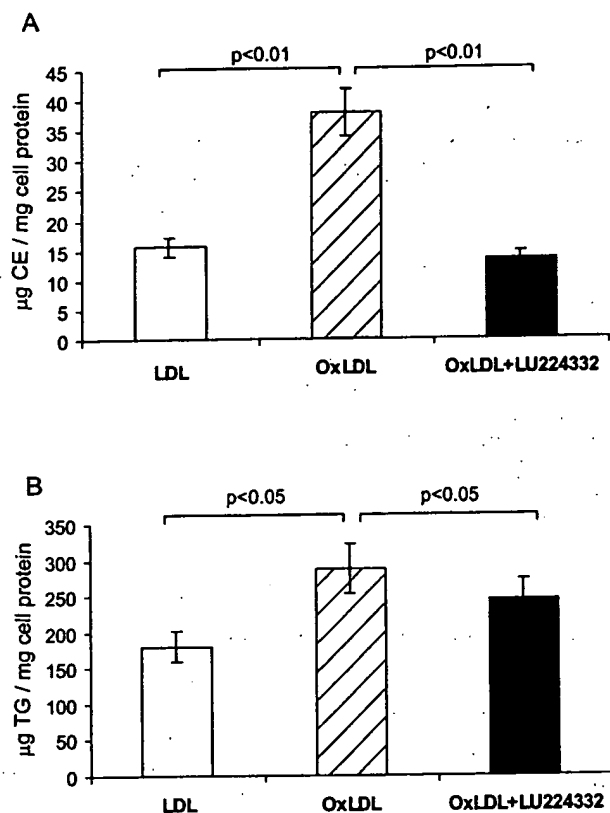 A
p<0.01 p<0.01
45
40
35
30
25
20
15
10
5
0
µg CE / mg cell protein
LDL OxLDL OxLDL+LU224332
B
p<0.05 p<0.05
350
300
250
200
150
100
50
0
µg TG / mg cell protein
LDL OxLDL OxLDL+LU224332